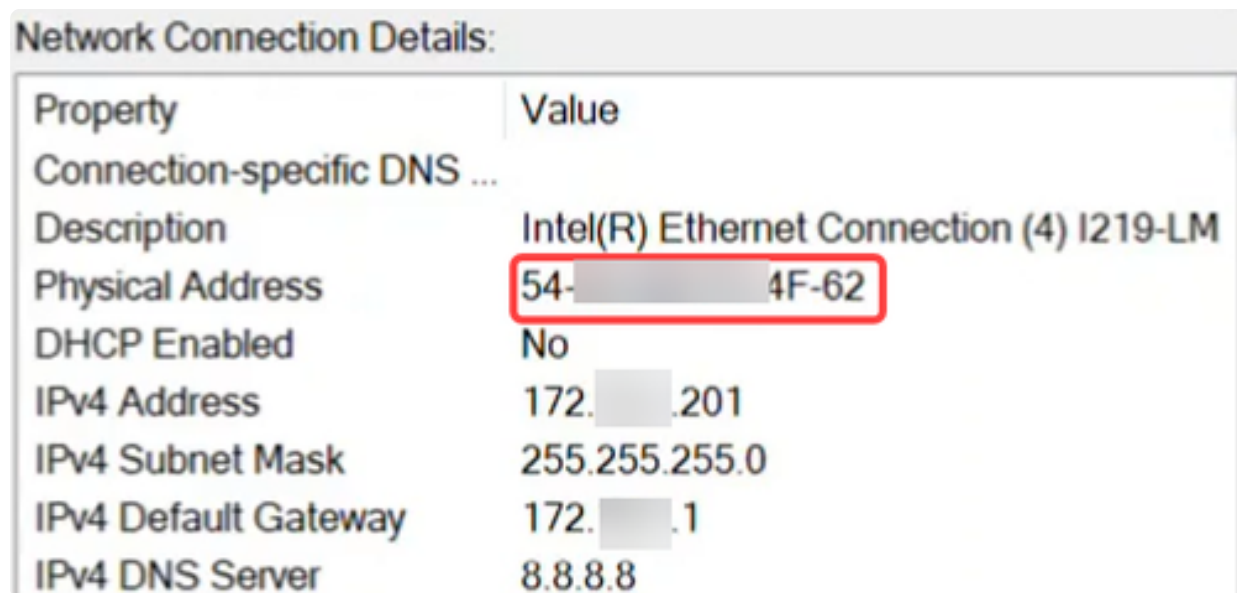 Network Connection Details:
Property Value
Connection-specific DNS ...
Description Intel(R) Ethernet Connection (4) I219-LM
Physical Address 54- 4F-62
DHCP Enabled No
IPv4 Address 172. .201
IPv4 Subnet Mask 255.255.255.0
IPv4 Default Gateway 172. .1
IPv4 DNS Server 8.8.8.8